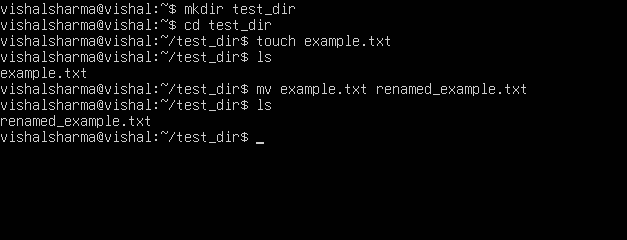 vishalsharma@vishal:~$ mkdir test_dir
vishalsharma@vishal:~$ cd test_dir
vishalsharma@vishal:~/test_dir$ touch example.txt
vishalsharma@vishal:~/test_dir$ ls
example.txt
vishalsharma@vishal:~/test_dir$ mv example.txt renamed_example.txt
vishalsharma@vishal:~/test_dir$ ls
renamed_example.txt
vishalsharma@vishal:~/test_dir$ _